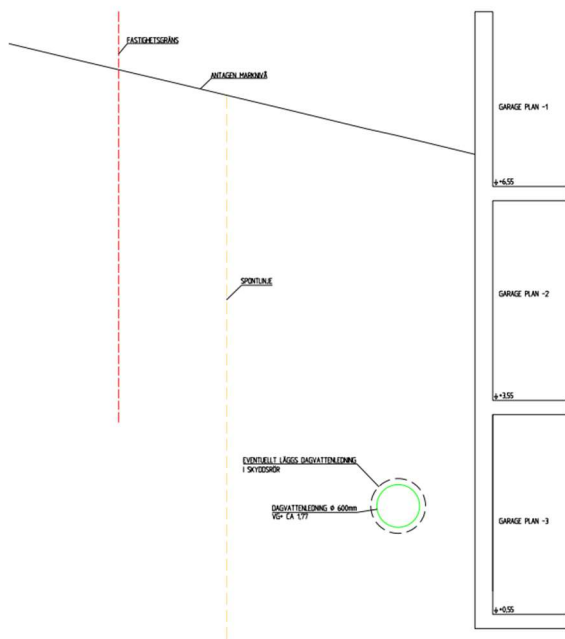 FASTIGHETSGRÄNS
ANTAGEN MARKNIVÅ
GARAGE PLAN -1
+6.55
GARAGE PLAN -2
SPONTLINJE
+3.55
EVENTUELLT LÄGGS DAGVATTENLEDNING
I SKYDDSRÖR
DAGVATTENLEDNING Ø 600mm
VG= CA 1,77
GARAGE PLAN -3
+0.55